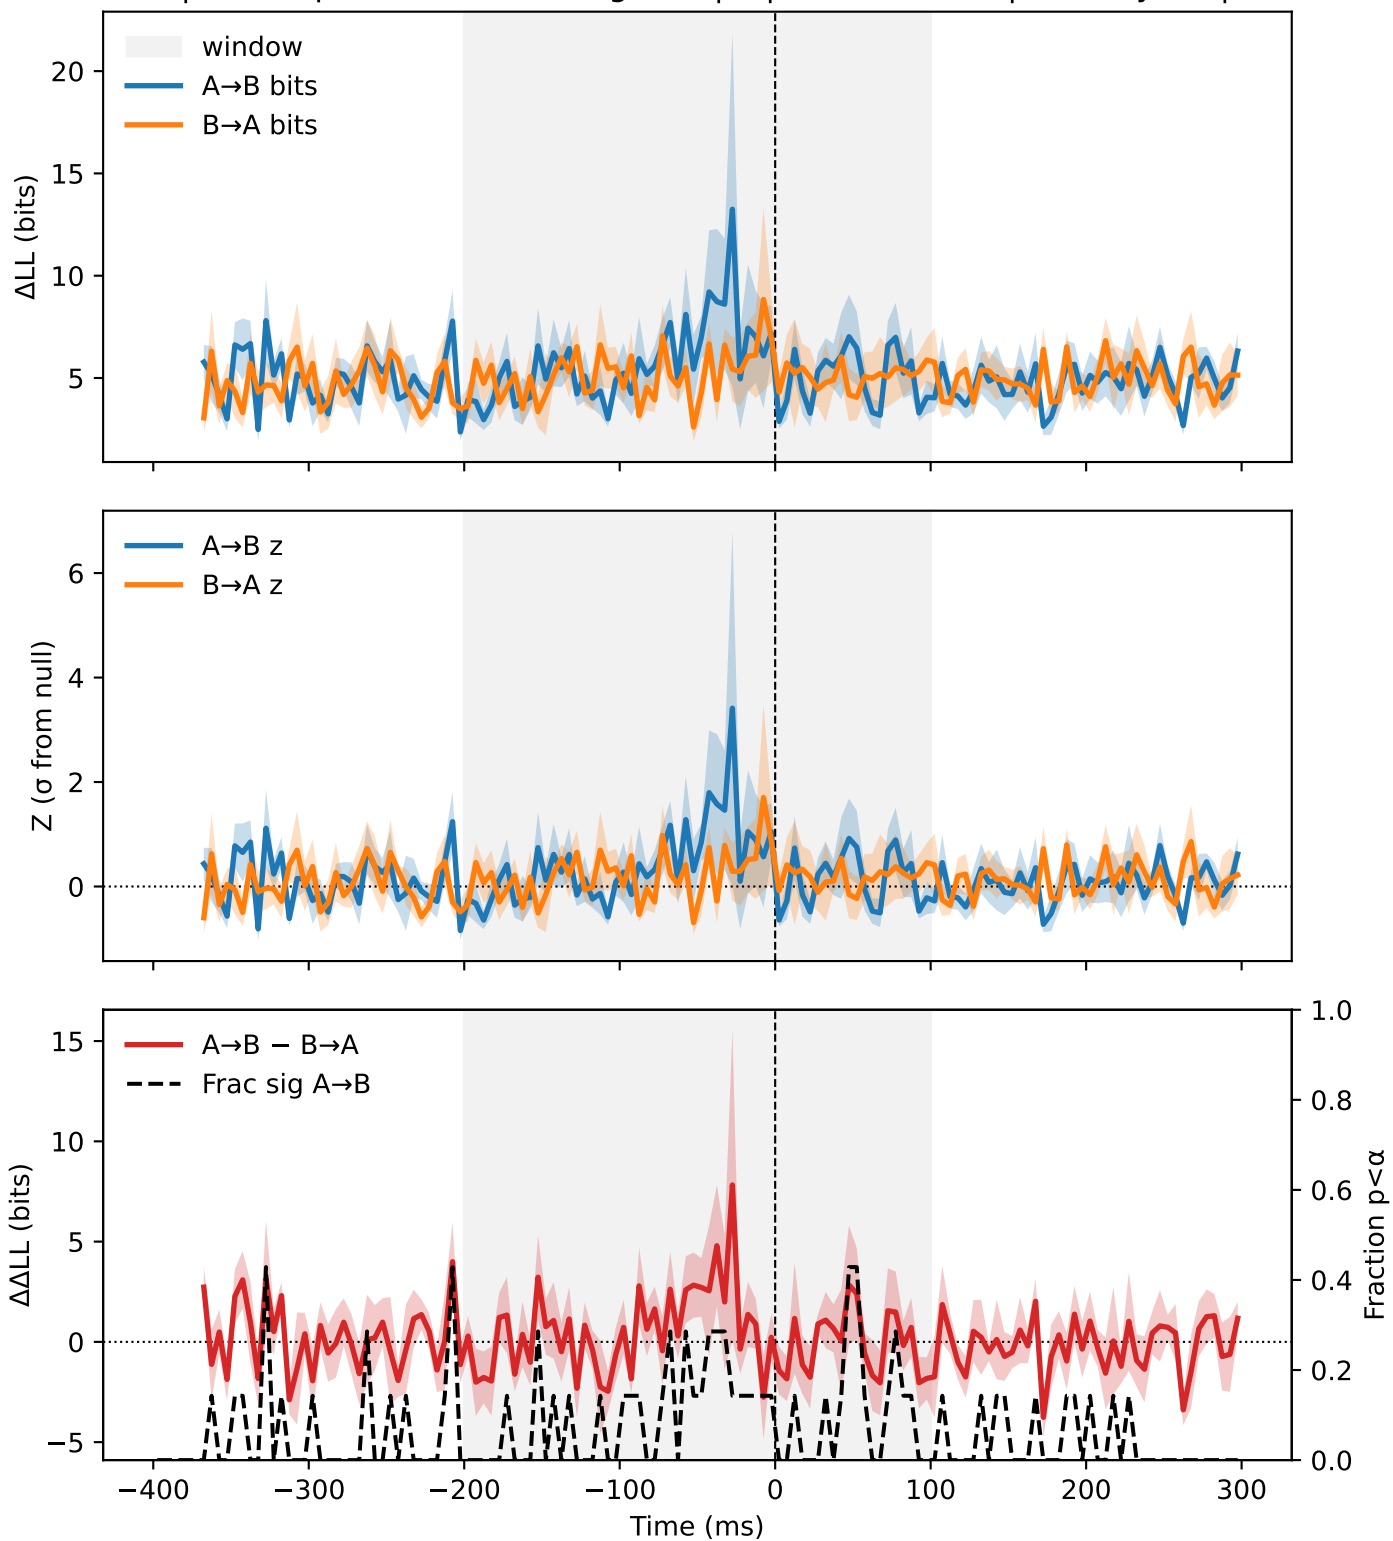 window
A→B bits
B→A bits
20
15
10
5
ΔLL (bits)
A→B z
B→A z
6
4
2
0
Z (σ from null)
A→B − B→A
Frac sig A→B
15
10
5
0
−5
ΔΔLL (bits)
1.0
0.8
0.6
0.4
0.2
0.0
Fraction p<α
−400 −300 −200 −100 0 100 200 300
Time (ms)